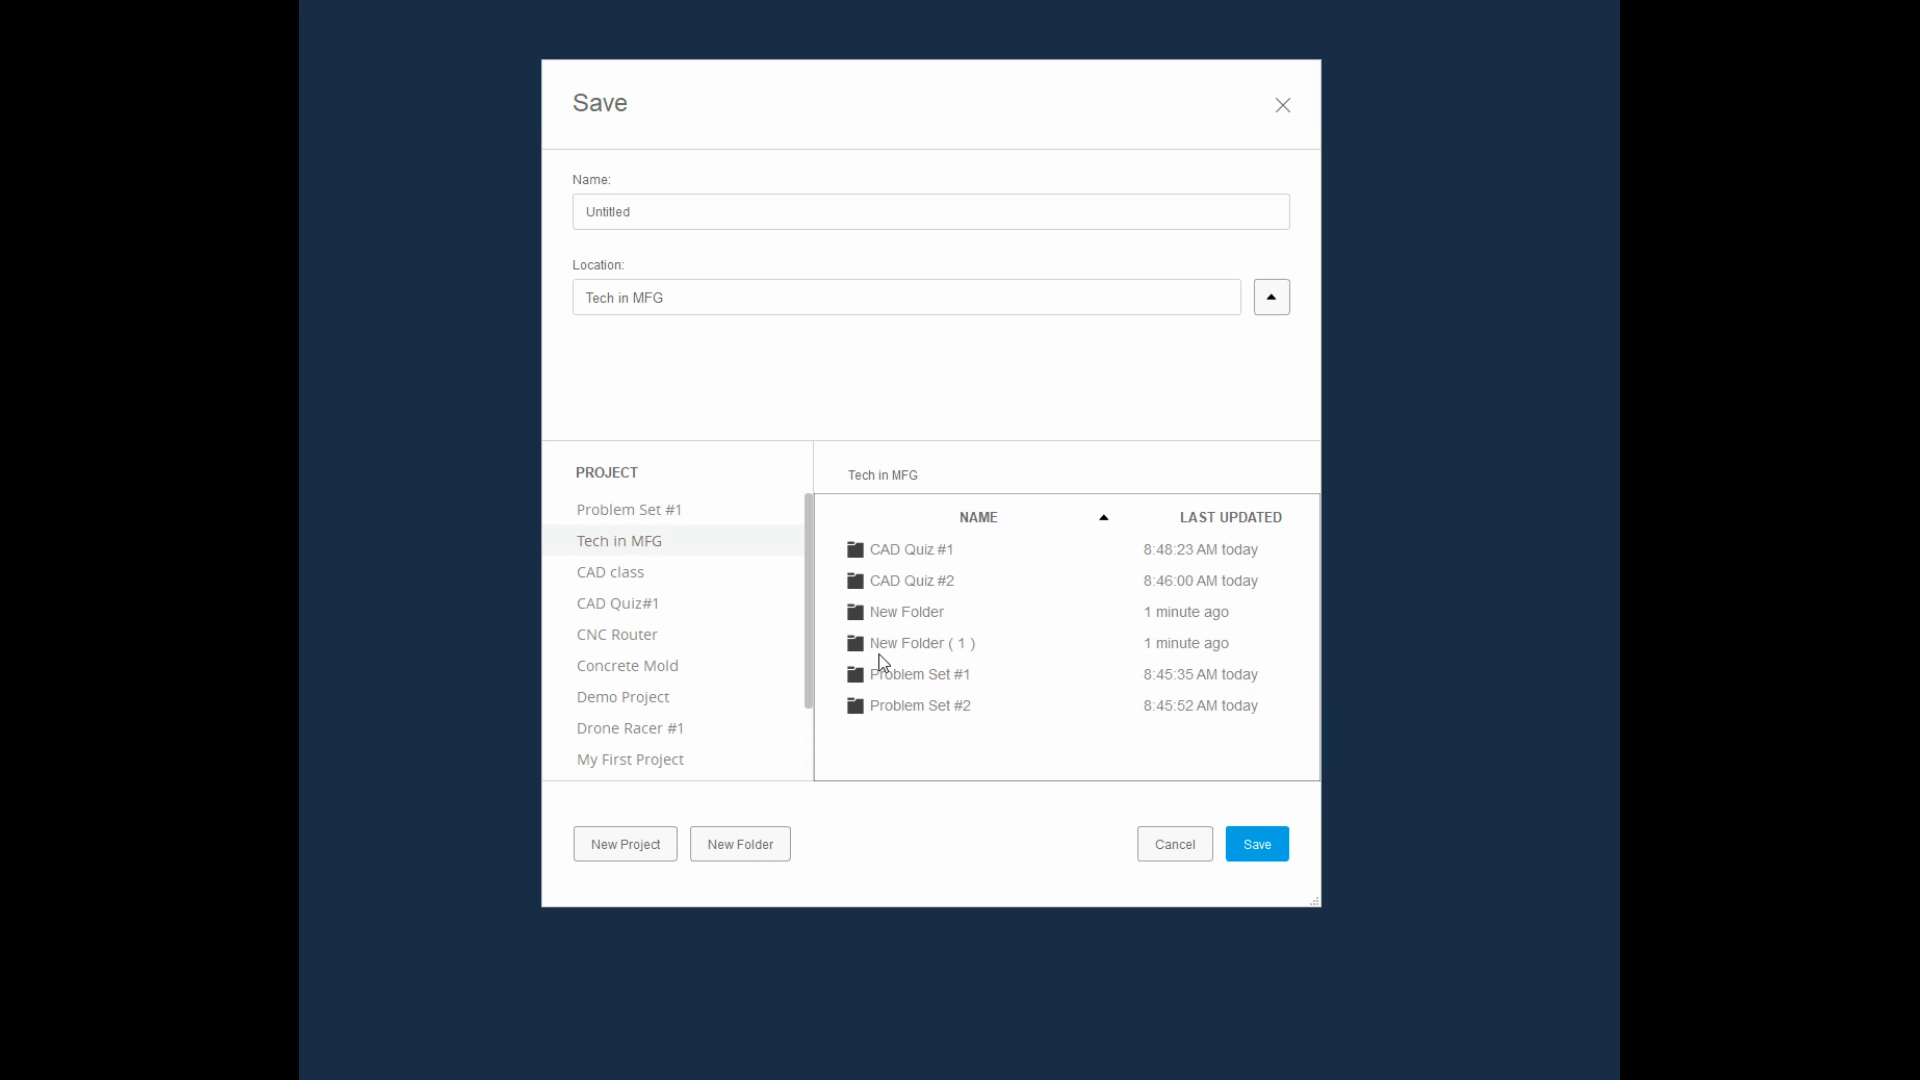 Save
Name:
Untitled
Location:
Tech in MFG
PROJECT
Problem Set #1
Tech in MFG
CAD class
CAD Quiz#1
CNC Router
Concrete Mold
Demo Project
Drone Racer #1
My First Project
Tech in MFG
NAME LAST UPDATED
CAD Quiz #1 8:48:23 AM today
CAD Quiz #2 8:46:00 AM today
New Folder 1 minute ago
New Folder ( 1 ) 1 minute ago
Problem Set #1 8:45:35 AM today
Problem Set #2 8:45:52 AM today
New Project New Folder Cancel Save